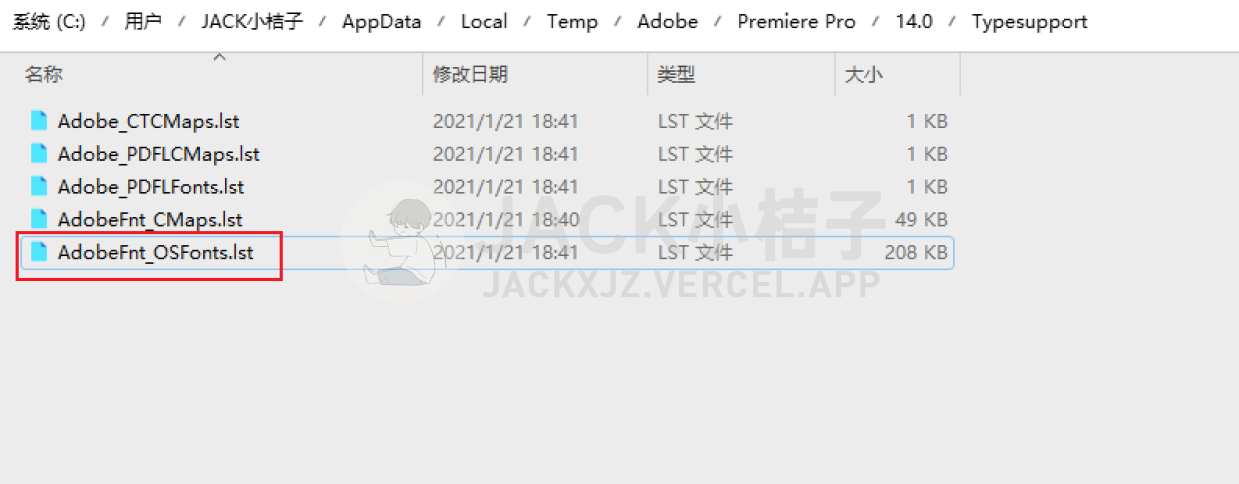 系统 (C:) / 用户 / JACK小桔子 / AppData / Local / Temp / Adobe / Premiere Pro / 14.0 / Typesupport
名称 修改日期 类型 大小
Adobe_CTCMaps.lst 2021/1/21 18:41 LST 文件 1 KB
Adobe_PDFLCMaps.lst 2021/1/21 18:41 LST 文件 1 KB
Adobe_PDFLFonts.lst 2021/1/21 18:41 LST 文件 1 KB
AdobeFnt_CMaps.lst 2021/1/21 18:40 LST 文件 49 KB
AdobeFnt_OSFonts.lst 2021/1/21 18:41 LST 文件 208 KB
JACK小桔子
JACKXJZ.VERCEL.APP